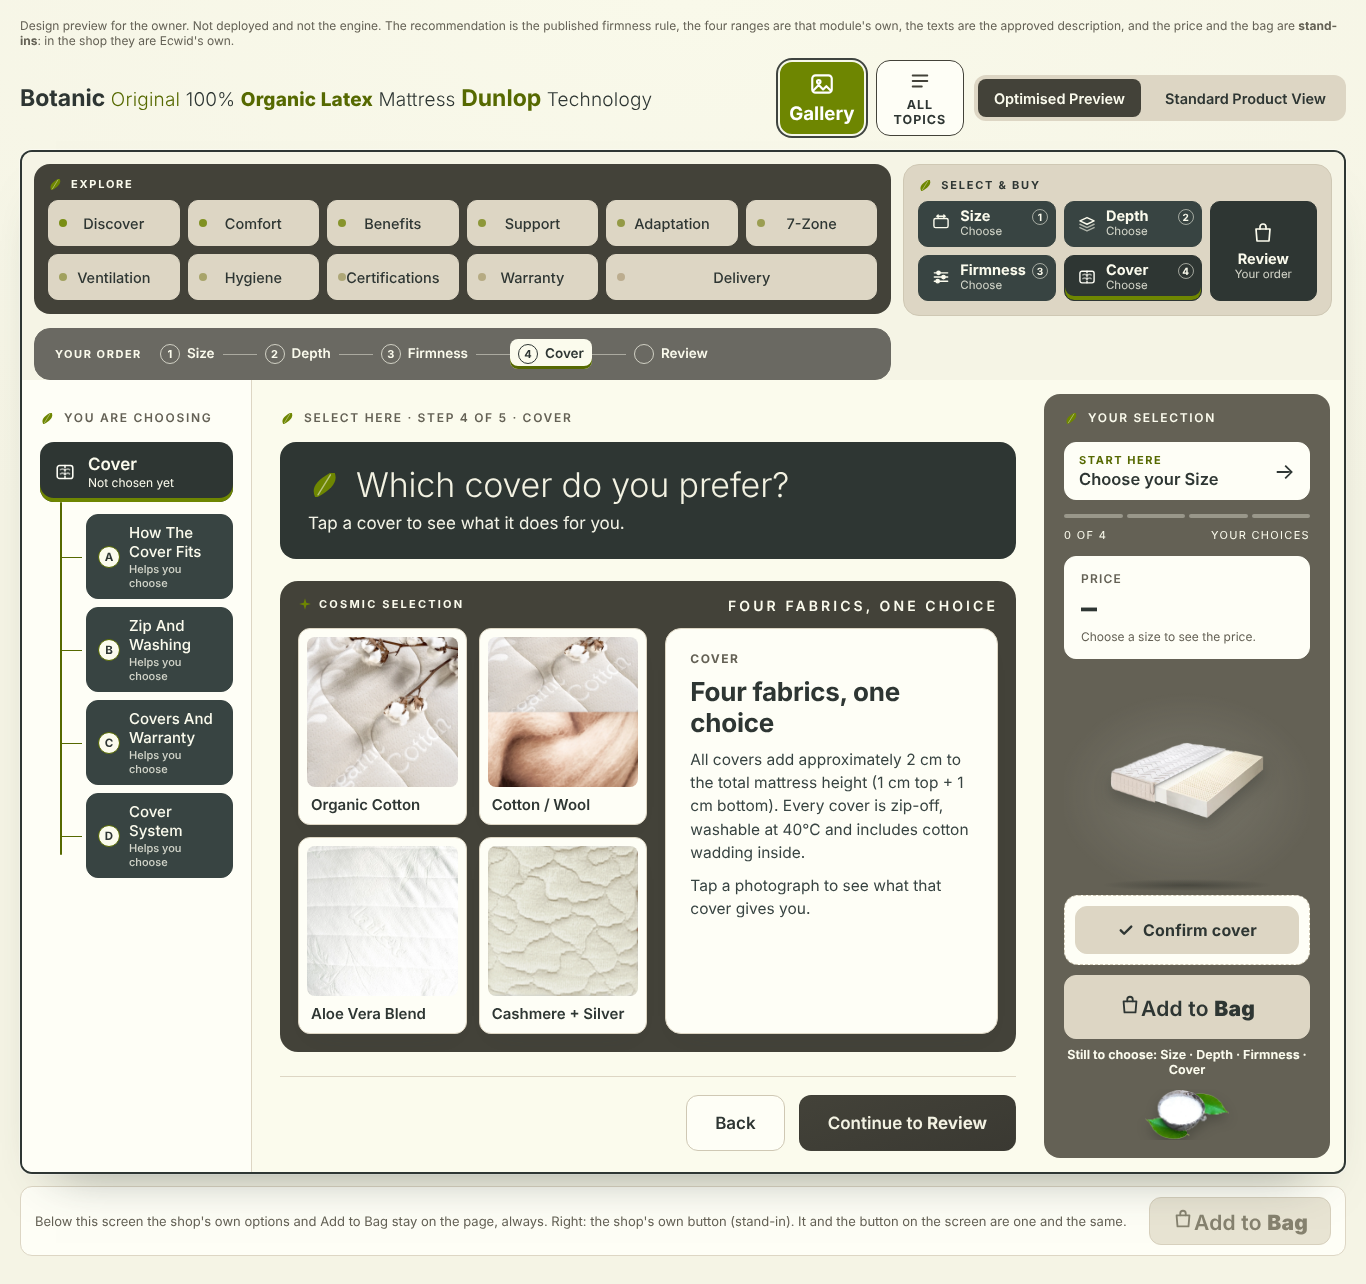 Design preview for the owner. Not deployed and not the engine. The recommendation is the published firmness rule, the four ranges are that module's own, the texts are the approved description, and the price and the bag are stand-
ins: in the shop they are Ecwid's own.
Botanic Original 100% Organic Latex Mattress Dunlop Technology
Gallery
ALL
TOPICS
Optimised Preview
Standard Product View
EXPLORE
Discover
Comfort
Benefits
Support
Adaptation
7-Zone
Ventilation
Hygiene
Certifications
Warranty
Delivery
SELECT & BUY
Size
Choose
1
Depth
Choose
2
Firmness
Choose
3
Cover
Choose
4
Review
Your order
YOUR ORDER
1 Size
2 Depth
3 Firmness
4 Cover
Review
YOU ARE CHOOSING
Cover
Not chosen yet
A
How The
Cover Fits
Helps you
choose
B
Zip And
Washing
Helps you
choose
C
Covers And
Warranty
Helps you
choose
D
Cover
System
Helps you
choose
SELECT HERE · STEP 4 OF 5 · COVER
Which cover do you prefer?
Tap a cover to see what it does for you.
COSMIC SELECTION
FOUR FABRICS, ONE CHOICE
Organic Cotton
Cotton / Wool
Aloe Vera Blend
Cashmere + Silver
COVER
Four fabrics, one
choice
All covers add approximately 2 cm to
the total mattress height (1 cm top + 1
cm bottom). Every cover is zip-off,
washable at 40°C and includes cotton
wadding inside.
Tap a photograph to see what that
cover gives you.
Back
Continue to Review
YOUR SELECTION
START HERE
Choose your Size
0 OF 4
YOUR CHOICES
PRICE
–
Choose a size to see the price.
Confirm cover
Add to Bag
Still to choose: Size · Depth · Firmness ·
Cover
Below this screen the shop's own options and Add to Bag stay on the page, always. Right: the shop's own button (stand-in). It and the button on the screen are one and the same.
Add to Bag